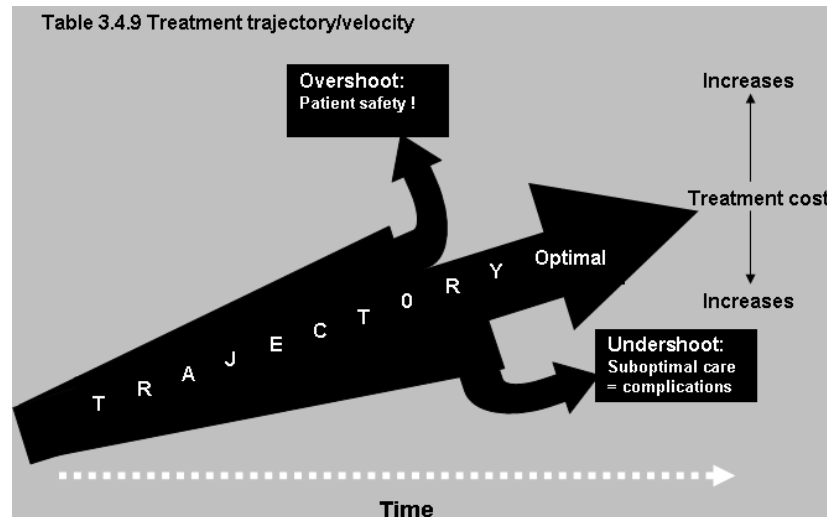 Table 3.4.9 Treatment trajectory/velocity
Overshoot:
Patient safety !
Increases
Treatment cost
Increases
T R A J E C T 0 R Y Optimal
Undershoot:
Suboptimal care
= complications
Time